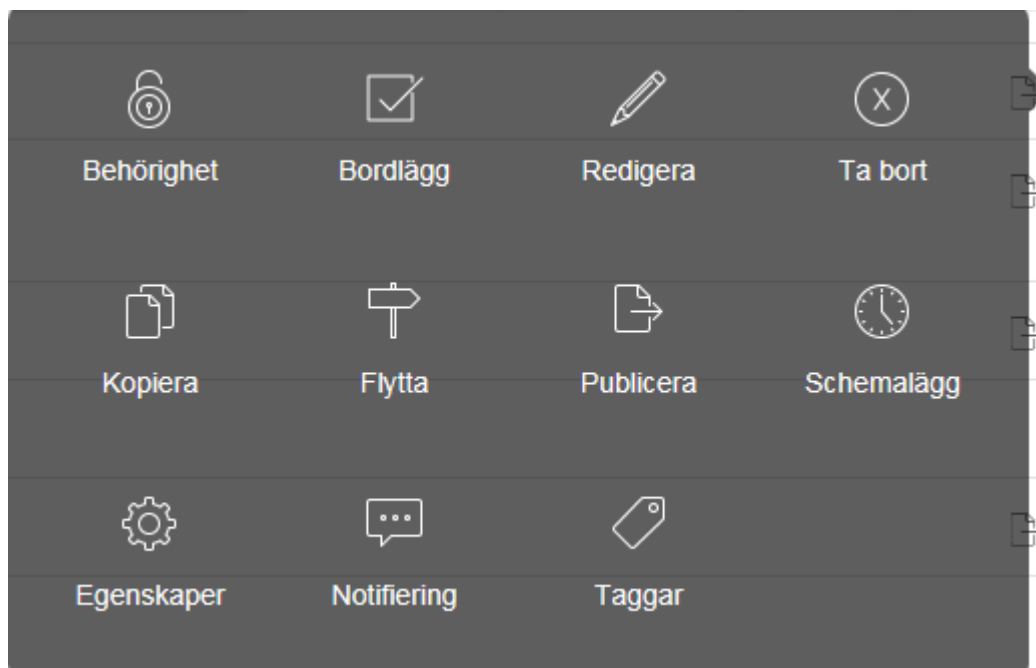 Behörighet Bordlägg Redigera Ta bort
Kopiera Flytta Publicera Schemalägg
Egenskaper Notifiering Taggar